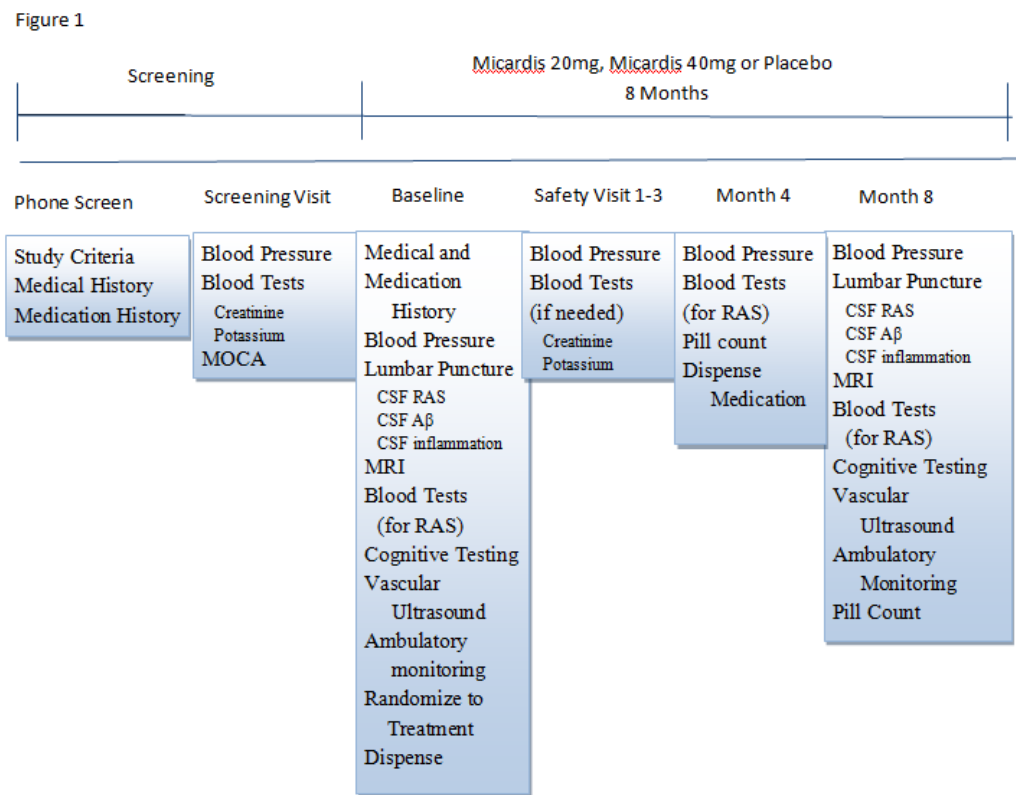 Figure 1
Screening
Micardis 20mg, Micardis 40mg or Placebo
8 Months
Phone Screen
Screening Visit
Baseline
Safety Visit 1-3
Month 4
Month 8
Study Criteria
Medical History
Medication History
Blood Pressure
Blood Tests
Creatinine
Potassium
MOCA
Medical and
Medication
History
Blood Pressure
Lumbar Puncture
CSF RAS
CSF Aβ
CSF inflammation
MRI
Blood Tests
(for RAS)
Cognitive Testing
Vascular
Ultrasound
Ambulatory
monitoring
Randomize to
Treatment
Dispense
Blood Pressure
Blood Tests
(if needed)
Creatinine
Potassium
Blood Pressure
Blood Tests
(for RAS)
Pill count
Dispense
Medication
Blood Pressure
Lumbar Puncture
CSF RAS
CSF Aβ
CSF inflammation
MRI
Blood Tests
(for RAS)
Cognitive Testing
Vascular
Ultrasound
Ambulatory
Monitoring
Pill Count